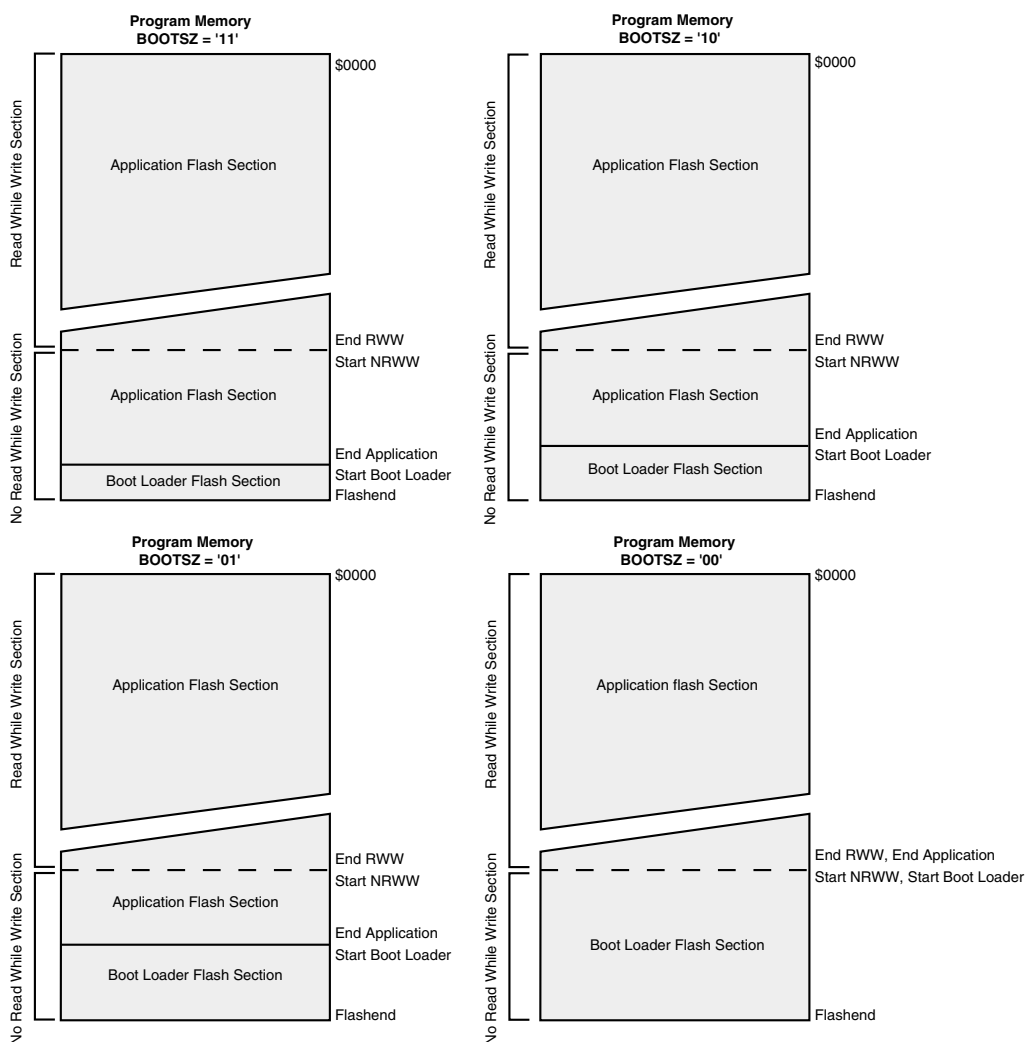 Program Memory
BOOTSZ = '11'
$0000
Read While Write Section
Application Flash Section
End RWW
Start NRWW
No Read While Write Section
Application Flash Section
End Application
Start Boot Loader
Boot Loader Flash Section
Flashend
Program Memory
BOOTSZ = '10'
$0000
Read While Write Section
Application Flash Section
End RWW
Start NRWW
No Read While Write Section
Application Flash Section
End Application
Start Boot Loader
Boot Loader Flash Section
Flashend
Program Memory
BOOTSZ = '01'
$0000
Read While Write Section
Application Flash Section
End RWW
Start NRWW
No Read While Write Section
Application Flash Section
End Application
Start Boot Loader
Boot Loader Flash Section
Flashend
Program Memory
BOOTSZ = '00'
$0000
Read While Write Section
Application flash Section
End RWW, End Application
Start NRWW, Start Boot Loader
No Read While Write Section
Boot Loader Flash Section
Flashend